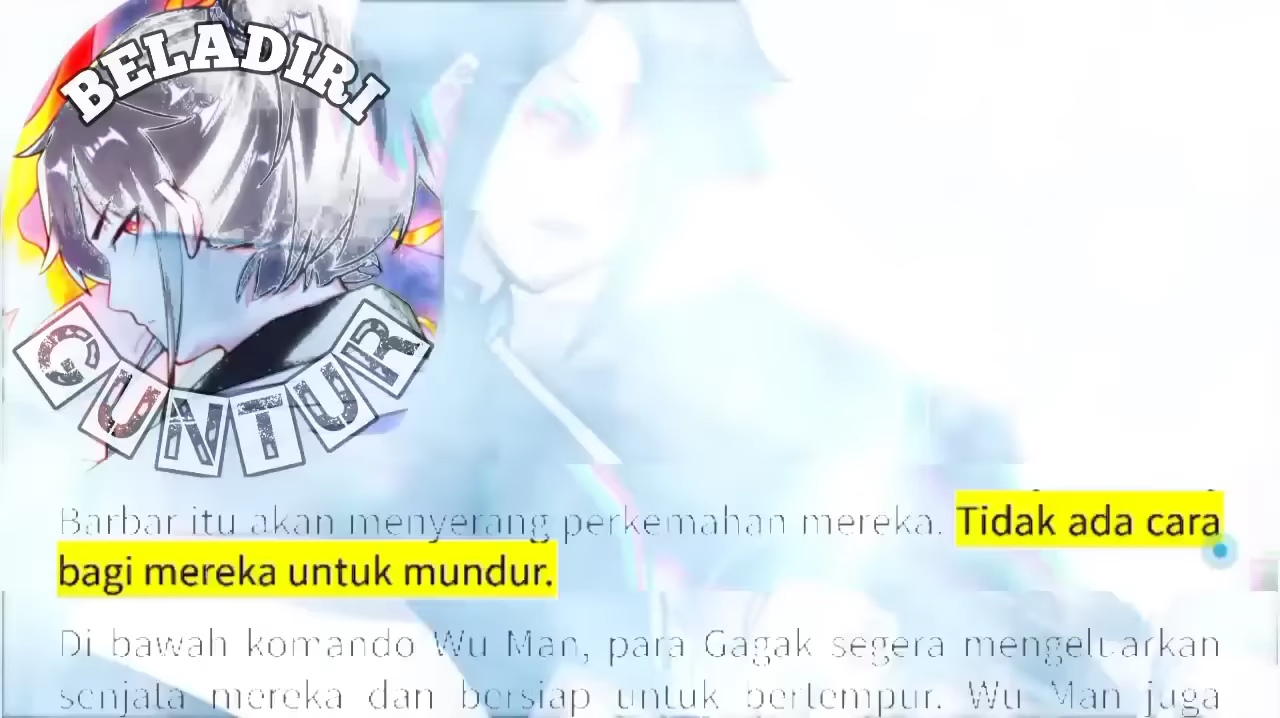 BELADIRI
GUNTUR
Barbar itu akan menyerang perkemahan mereka. Tidak ada cara
bagi mereka untuk mundur.
Di bawah komando Wu Man, para Gagak segera mengeluarkan
senjata mereka dan bersiap untuk bertempur. Wu Man juga